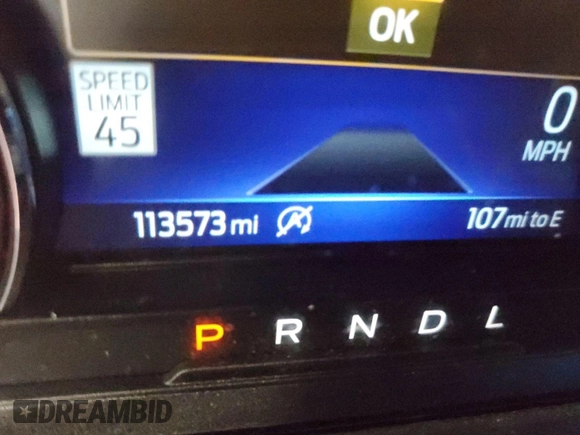 OK
SPEED
LIMIT
45
0
MPH
113573 mi
107 mi to E
P R N D L
DREAMBID